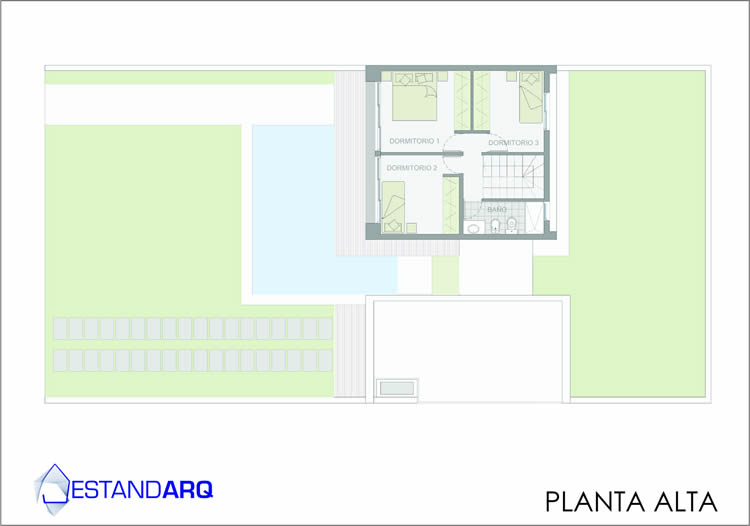 DORMITORIO 1
DORMITORIO 3
DORMITORIO 2
BAÑO
ESTANDARQ
PLANTA ALTA